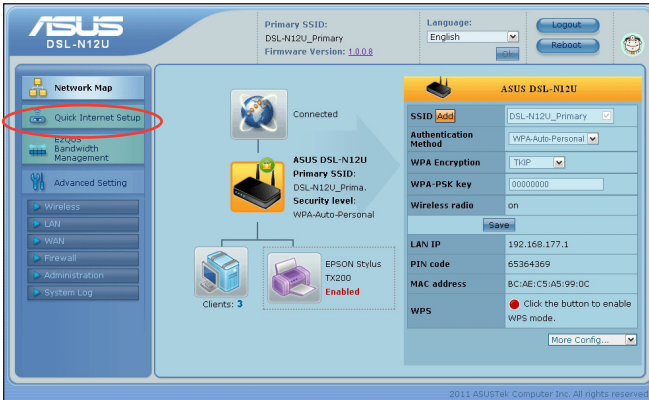 ASUS
DSL-N12U
Primary SSID:
DSL-N12U_Primary
Firmware Version: 1.0.0.8
Language:
English
Ok
Logout
Reboot
Network Map
Quick Internet Setup
EzQoS
Bandwidth
Management
Advanced Setting
Wireless
LAN
WAN
Firewall
Administration
System Log
Connected
ASUS DSL-N12U
Primary SSID:
DSL-N12U_Prima.
Security level:
WPA-Auto-Personal
Clients: 3
EPSON Stylus
TX200
Enabled
ASUS DSL-N12U
SSID Add DSL-N12U_Primary
Authentication
Method
WPA-Auto-Personal
WPA Encryption TKIP
WPA-PSK key 00000000
Wireless radio on
Save
LAN IP 192.168.177.1
PIN code 65364369
MAC address BC:AE:C5:A5:99:0C
WPS
Click the button to enable
WPS mode.
More Config...
2011 ASUSTek Computer Inc. All rights reserved